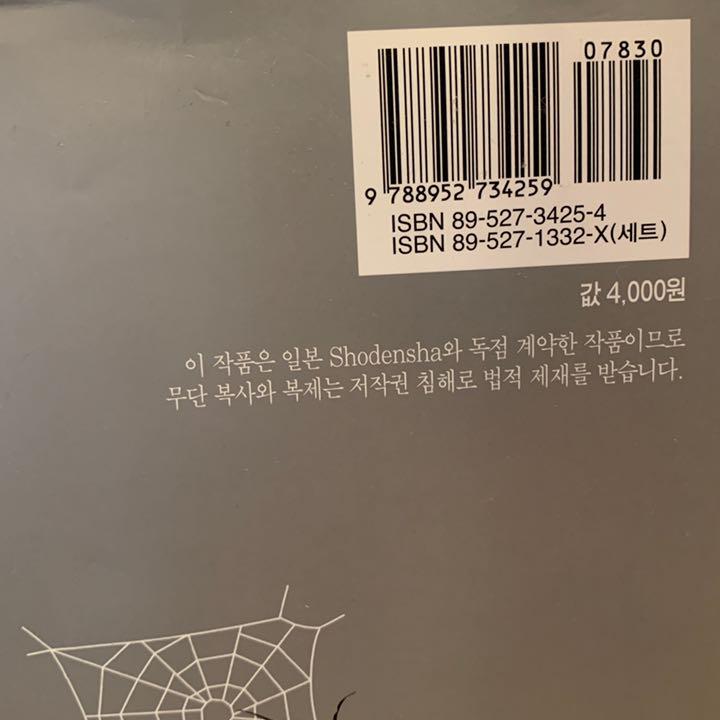 07830
9 788952 734259
ISBN 89-527-3425-4
ISBN 89-527-1332-X(세트)
값 4,000원
이 작품은 일본 Shodensha와 독점 계약한 작품이므로
무단 복사와 복제는 저작권 침해로 법적 제재를 받습니다.